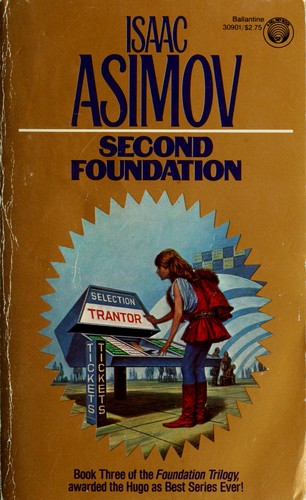 Ballantine
30901/$2.75
ISAAC
ASIMOV
SECOND
FOUNDATION
SELECTION
TRANTOR
TICKETS
TICKETS
Book Three of the Foundation Trilogy,
awarded the Hugo as Best Series Ever!